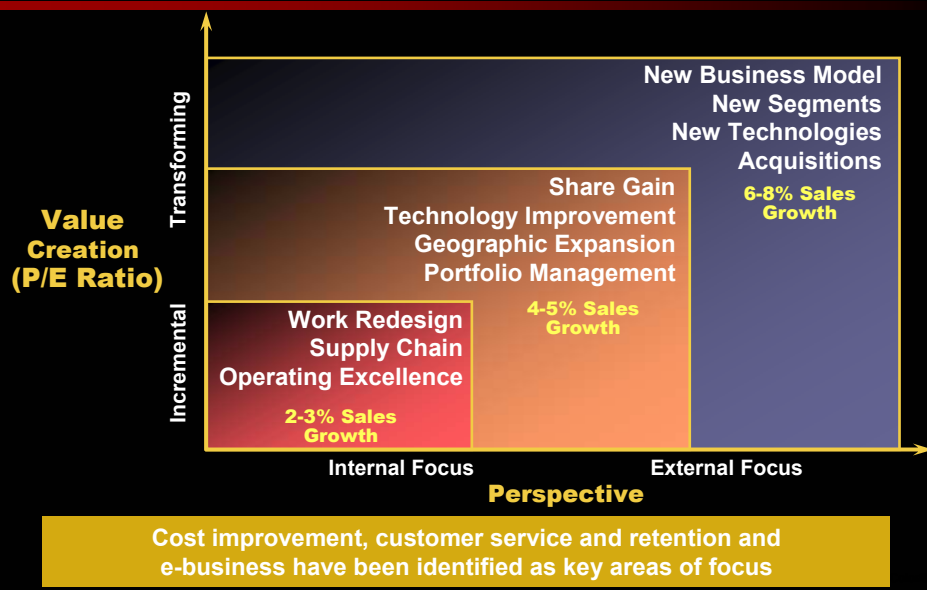 New Business Model
New Segments
New Technologies
Acquisitions
6-8% Sales
Growth
Share Gain
Technology Improvement
Geographic Expansion
Portfolio Management
4-5% Sales
Growth
Work Redesign
Supply Chain
Operating Excellence
2-3% Sales
Growth
Transforming
Incremental
Value
Creation
(P/E Ratio)
Internal Focus
External Focus
Perspective
Cost improvement, customer service and retention and
e-business have been identified as key areas of focus